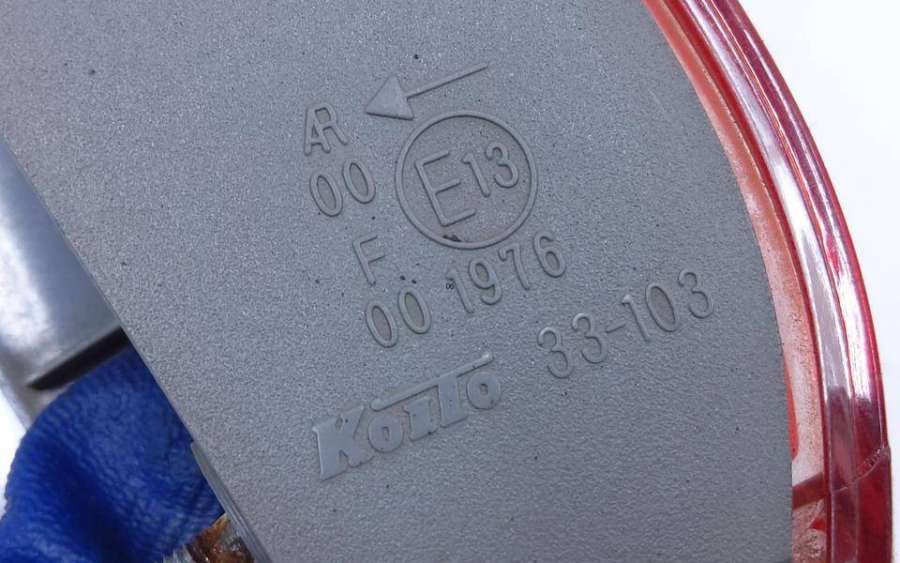 AR
00 E13
F
00 1976
33-103
KOITO